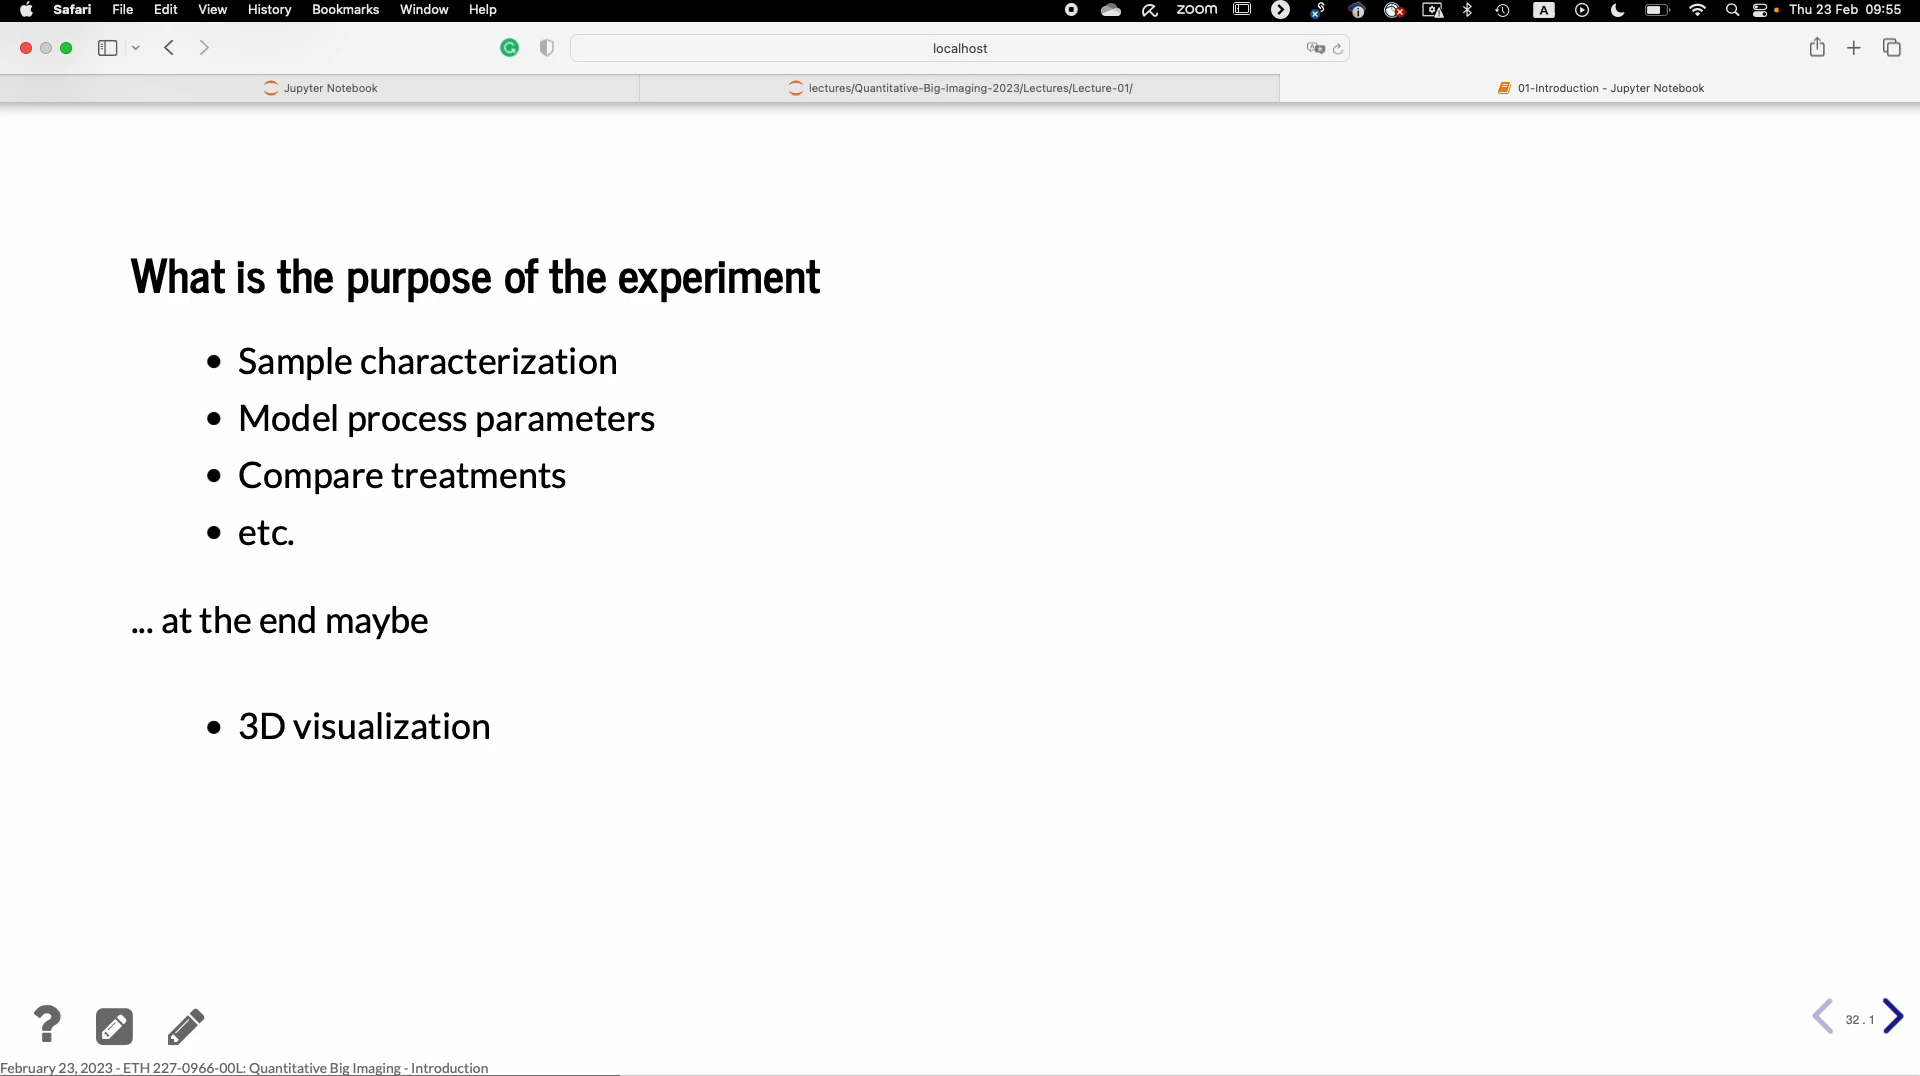 Safari File Edit View History Bookmarks Window Help zoom A Thu 23 Feb 09:55
localhost
Jupyter Notebook
lectures/Quantitative-Big-Imaging-2023/Lectures/Lecture-01/
01-Introduction - Jupyter Notebook
What is the purpose of the experiment
• Sample characterization
• Model process parameters
• Compare treatments
• etc.
... at the end maybe
• 3D visualization
32 . 1
February 23, 2023 - ETH 227-0966-00L: Quantitative Big Imaging - Introduction